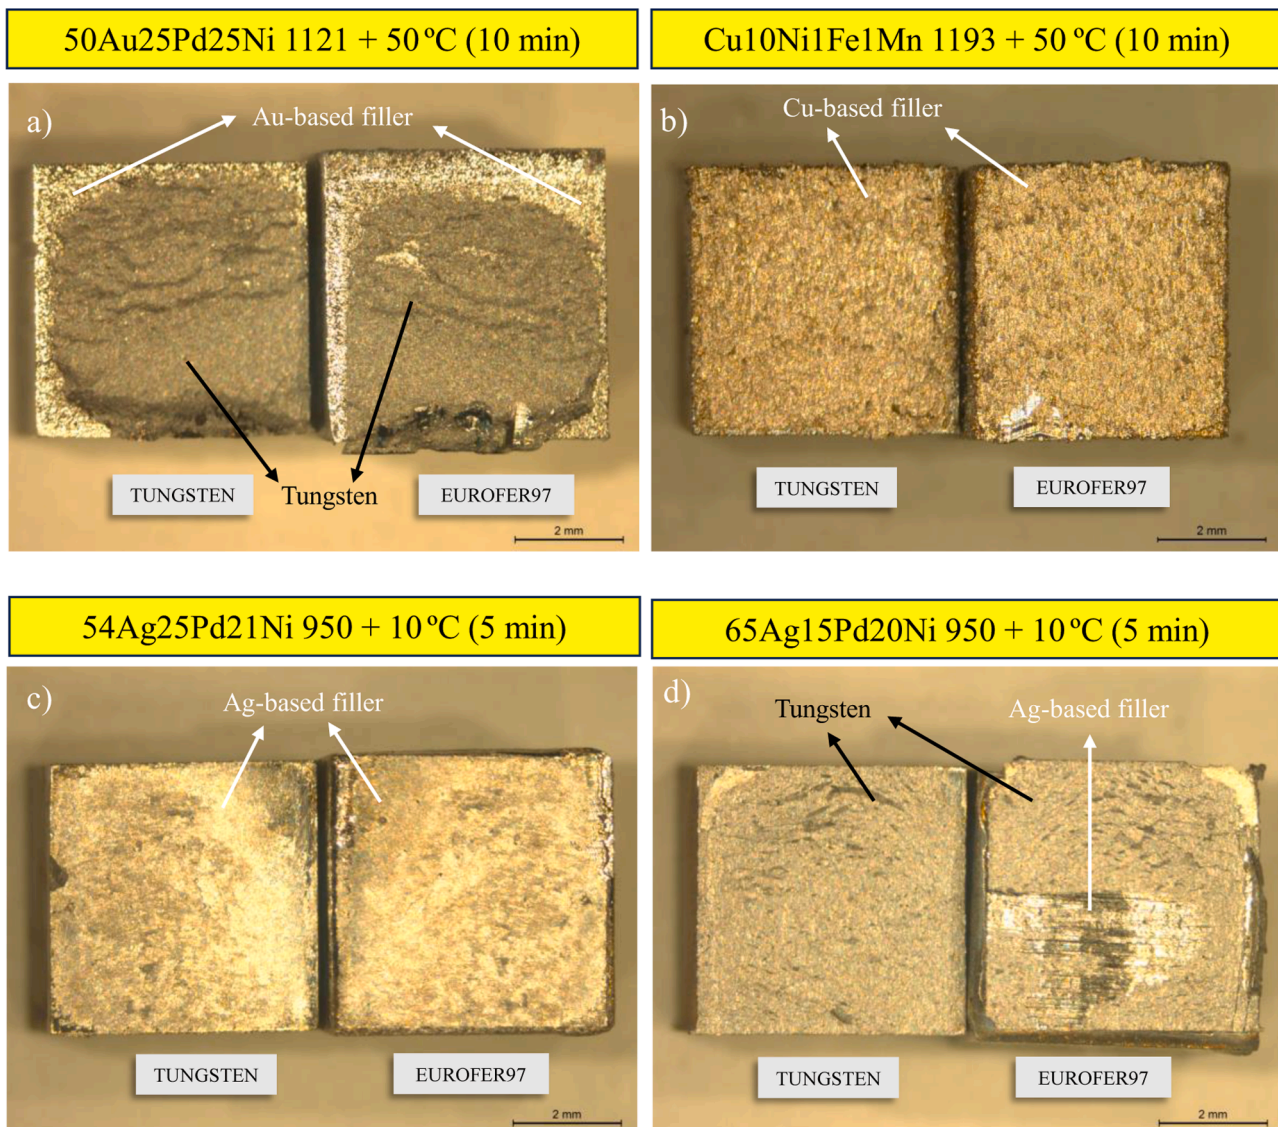 50Au25Pd25Ni 1121 + 50 ºC (10 min)
Cu10Ni1Fe1Mn 1193 + 50 ºC (10 min)
a)
Au-based filler
TUNGSTEN
Tungsten
EUROFER97
2 mm
b)
Cu-based filler
TUNGSTEN
EUROFER97
2 mm
54Ag25Pd21Ni 950 + 10 ºC (5 min)
65Ag15Pd20Ni 950 + 10 ºC (5 min)
c)
Ag-based filler
TUNGSTEN
EUROFER97
2 mm
d)
Tungsten
Ag-based filler
TUNGSTEN
EUROFER97
2 mm